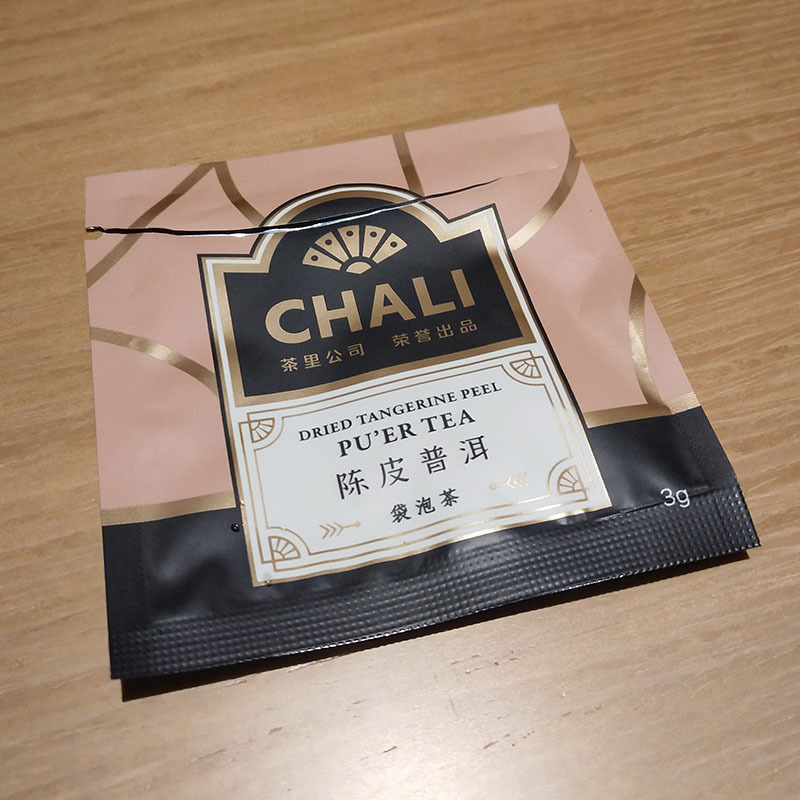 CHALI
茶里公司 荣誉出品
DRIED TANGERINE PEEL
PU'ER TEA
陈皮普洱
袋泡茶
3g